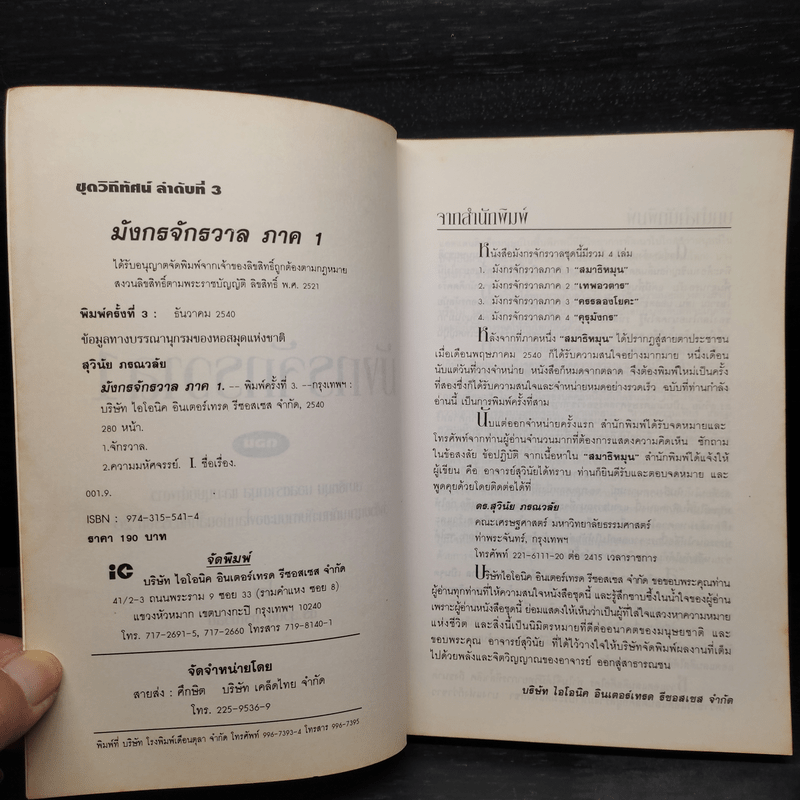 ชุดวิถีทัศน์ ลำดับที่ 3
มังกรจักรวาล ภาค 1
ได้รับอนุญาตจัดพิมพ์จากเจ้าของลิขสิทธิ์ถูกต้องตามกฎหมาย
สงวนลิขสิทธิ์ตามพระราชบัญญัติ ลิขสิทธิ์ พ.ศ. 2521
พิมพ์ครั้งที่ 3 : ธันวาคม 2540
ข้อมูลทางบรรณานุกรมของหอสมุดแห่งชาติ
สุวินัย ภรณวลัย
มังกรจักรวาล ภาค 1. -- พิมพ์ครั้งที่ 3. --กรุงเทพฯ :
บริษัท ไอโอนิค อินเตอร์เทรด รีซอสเซส จำกัด, 2540
280 หน้า.
1.จักรวาล.
2.ความมหัศจรรย์. I. ชื่อเรื่อง.
001.9.
ISBN : 974-315-541-4
ราคา 190 บาท
จัดพิมพ์
ic บริษัท ไอโอนิค อินเตอร์เทรด รีซอสเซส จำกัด
41/2-3 ถนนพระราม 9 ซอย 33 (รามคำแหง ซอย 8)
แขวงหัวหมาก เขตบางกะปิ กรุงเทพฯ 10240
โทร. 717-2691-5, 717-2660 โทรสาร 719-8140-1
จัดจำหน่ายโดย
สายส่ง : ศึกษิต บริษัท เคล็ดไทย จำกัด
โทร. 225-9536-9
พิมพ์ที่ บริษัท โรงพิมพ์เดือนตุลา จำกัด โทรศัพท์ 996-7393-4 โทรสาร 996-7395
จากสำนักพิมพ์
หนังสือมังกรจักรวาลชุดนี้มีรวม 4 เล่ม
1. มังกรจักรวาลภาค 1 "สมาธิหมุน"
2. มังกรจักรวาลภาค 2 "เทพอวตาร"
3. มังกรจักรวาลภาค 3 "ครรลองโยคะ"
4. มังกรจักรวาลภาค 4 "คุรุมังกร"
หลังจากที่ภาคหนึ่ง "สมาธิหมุน" ได้ปรากฏสู่สายตาประชาชน
เมื่อเดือนพฤษภาคม 2540 ก็ได้รับความสนใจอย่างมากมาย หนึ่งเดือน
นับแต่วันที่วางจำหน่าย หนังสือก็หมดจากตลาด จึงต้องพิมพ์ใหม่เป็นครั้ง
ที่สองซึ่งก็ได้รับความสนใจและจำหน่ายหมดอย่างรวดเร็ว ฉบับที่ท่านกำลัง
อ่านนี้ เป็นการพิมพ์ครั้งที่สาม
นับแต่ออกจำหน่ายครั้งแรก สำนักพิมพ์ได้รับจดหมายและ
โทรศัพท์จากท่านผู้อ่านจำนวนมากที่ต้องการแสดงความคิดเห็น ซักถาม
ในข้อสงสัย ข้อปฏิบัติ จากเนื้อหาใน "สมาธิหมุน" สำนักพิมพ์ได้แจ้งให้
ผู้เขียน คือ อาจารย์สุวินัยได้ทราบ ท่านก็ยินดีรับและตอบจดหมาย และ
พูดคุยด้วยโดยติดต่อได้ที่
ดร.สุวินัย ภรณวลัย
คณะเศรษฐศาสตร์ มหาวิทยาลัยธรรมศาสตร์
ท่าพระจันทร์, กรุงเทพฯ
โทรศัพท์ 221-6111-20 ต่อ 2415 เวลาราชการ
บริษัทไอโอนิค อินเตอร์เทรด รีซอสเซส จำกัด ขอขอบพระคุณท่าน
ผู้อ่านทุกท่านที่ให้ความสนใจหนังสือชุดนี้ และรู้สึกซาบซึ้งในน้ำใจของผู้อ่าน
เพราะผู้อ่านหนังสือชุดนี้ ย่อมแสดงให้เห็นว่าเป็นผู้ที่ใส่ใจแสวงหาความหมาย
แห่งชีวิต และสิ่งนี้เป็นนิมิตรหมายที่ดีต่ออนาคตของมนุษยชาติ และ
ขอบพระคุณ อาจารย์สุวินัย ที่ได้ไว้วางใจให้บริษัทจัดพิมพ์ผลงานที่เต็ม
ไปด้วยพลังและจิตวิญญาณของอาจารย์ ออกสู่สาธารณชน
บริษัท ไอโอนิค อินเตอร์เทรด รีซอสเซส จำกัด